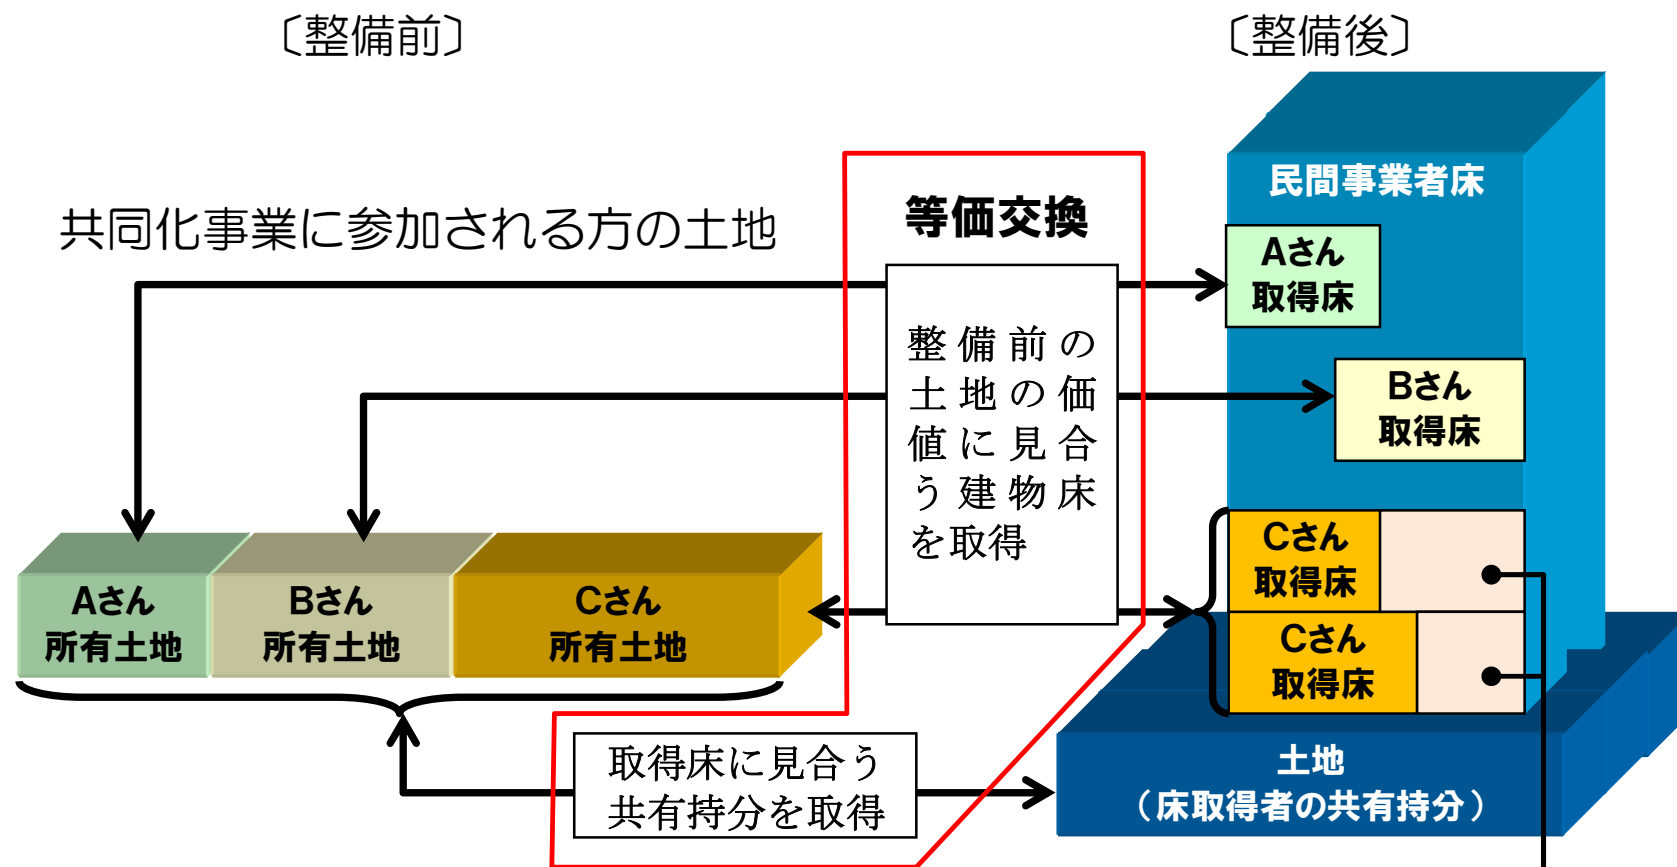 〔整備前〕
〔整備後〕
共同化事業に参加される方の土地
等価交換
整備前の
土地の価
値に見合
う建物床
を取得
民間事業者床
Aさん
取得床
Bさん
取得床
Cさん
取得床
Cさん
取得床
Aさん
所有土地
Bさん
所有土地
Cさん
所有土地
取得床に見合う
共有持分を取得
土地
（床取得者の共有持分）